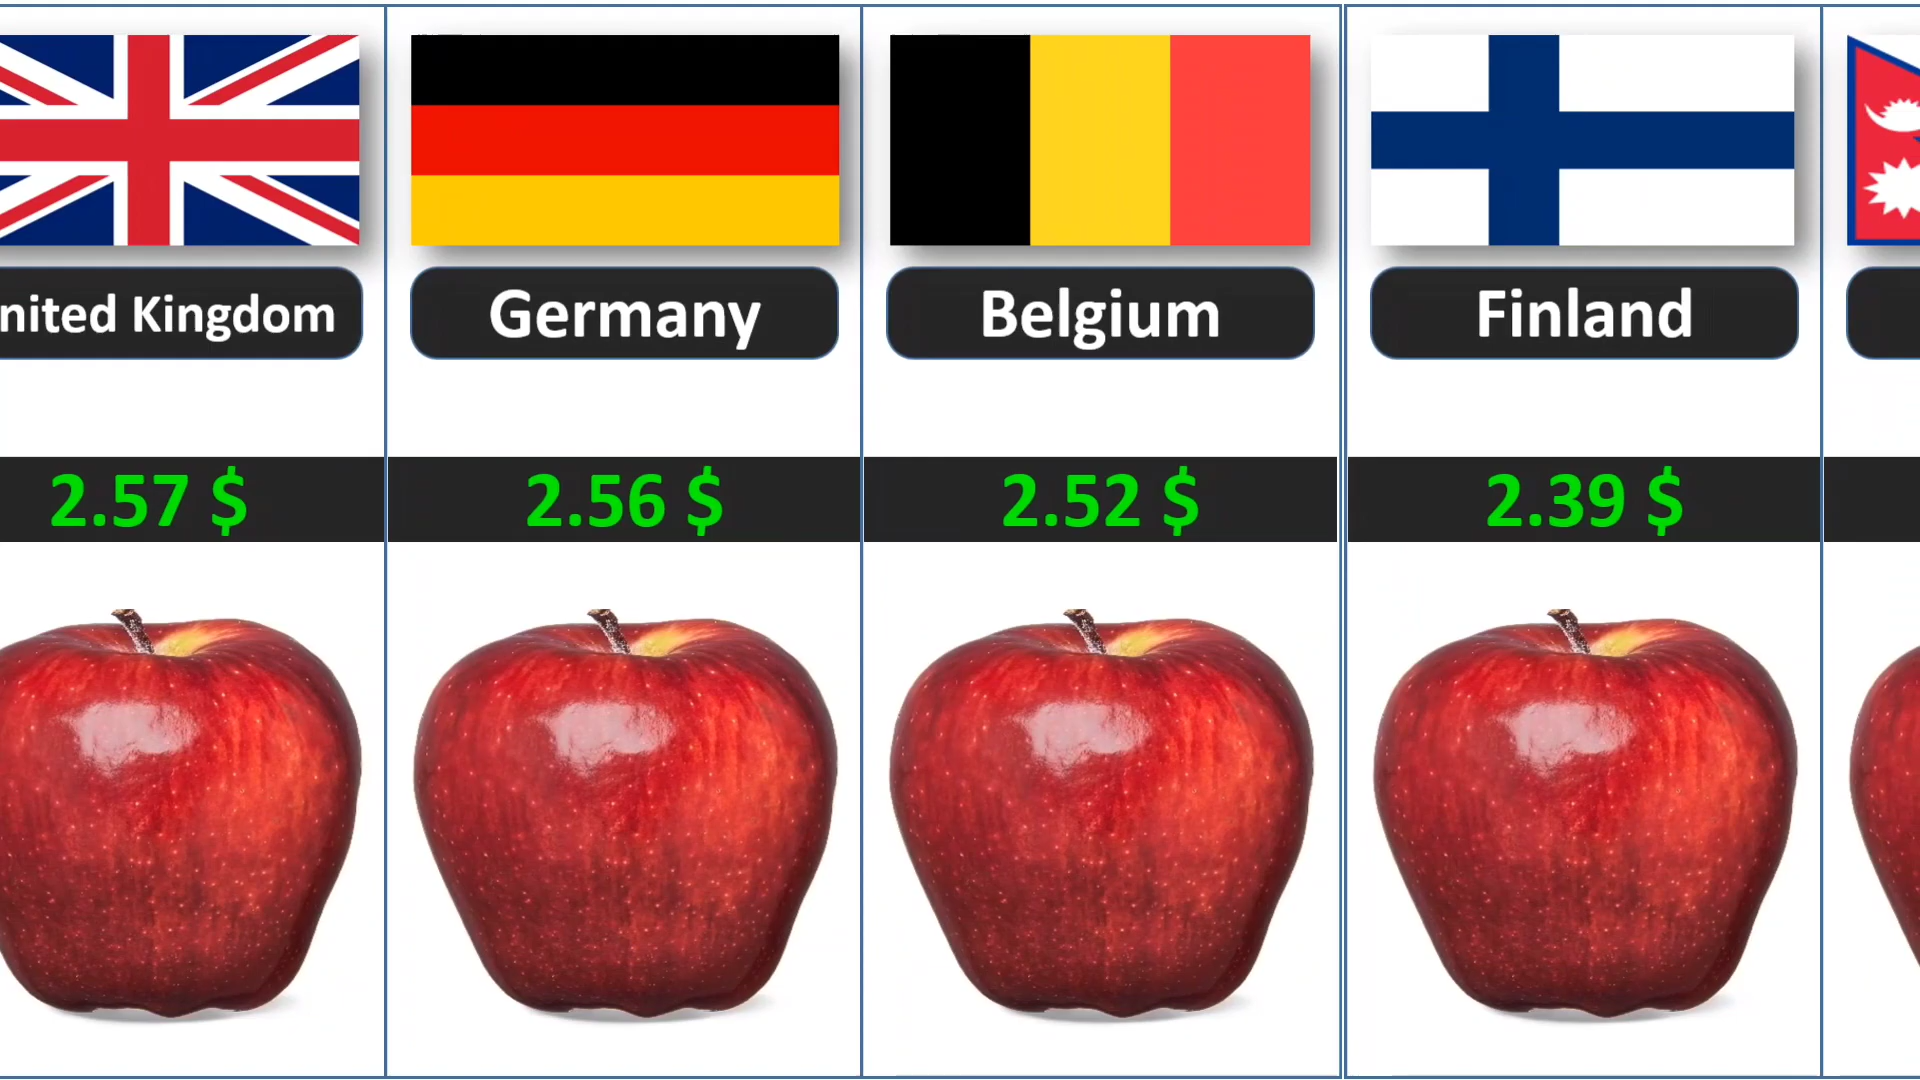 nited Kingdom
Germany
Belgium
Finland
2.57 $
2.56 $
2.52 $
2.39 $